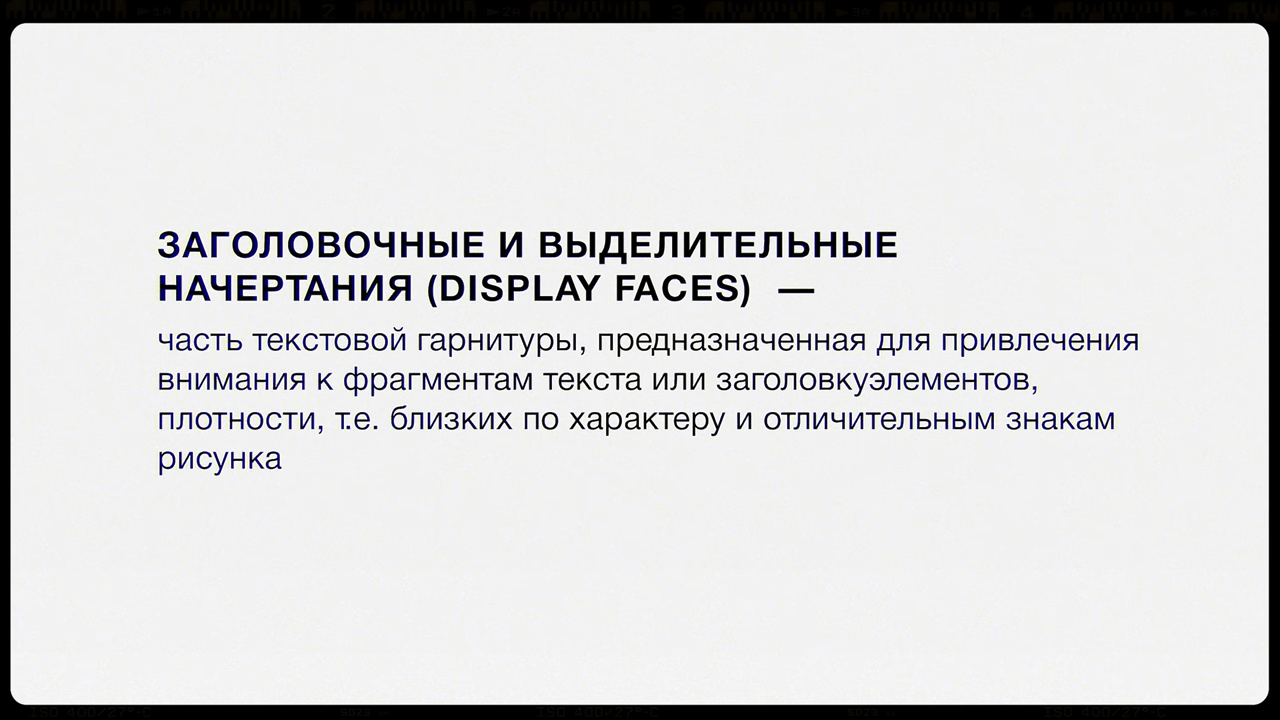 ЗАГОЛОВОЧНЫЕ И ВЫДЕЛИТЕЛЬНЫЕ
НАЧЕРТАНИЯ (DISPLAY FACES) —
часть текстовой гарнитуры, предназначенная для привлечения
внимания к фрагментам текста или заголовкуэлементов,
плотности, т.е. близких по характеру и отличительным знакам
рисунка